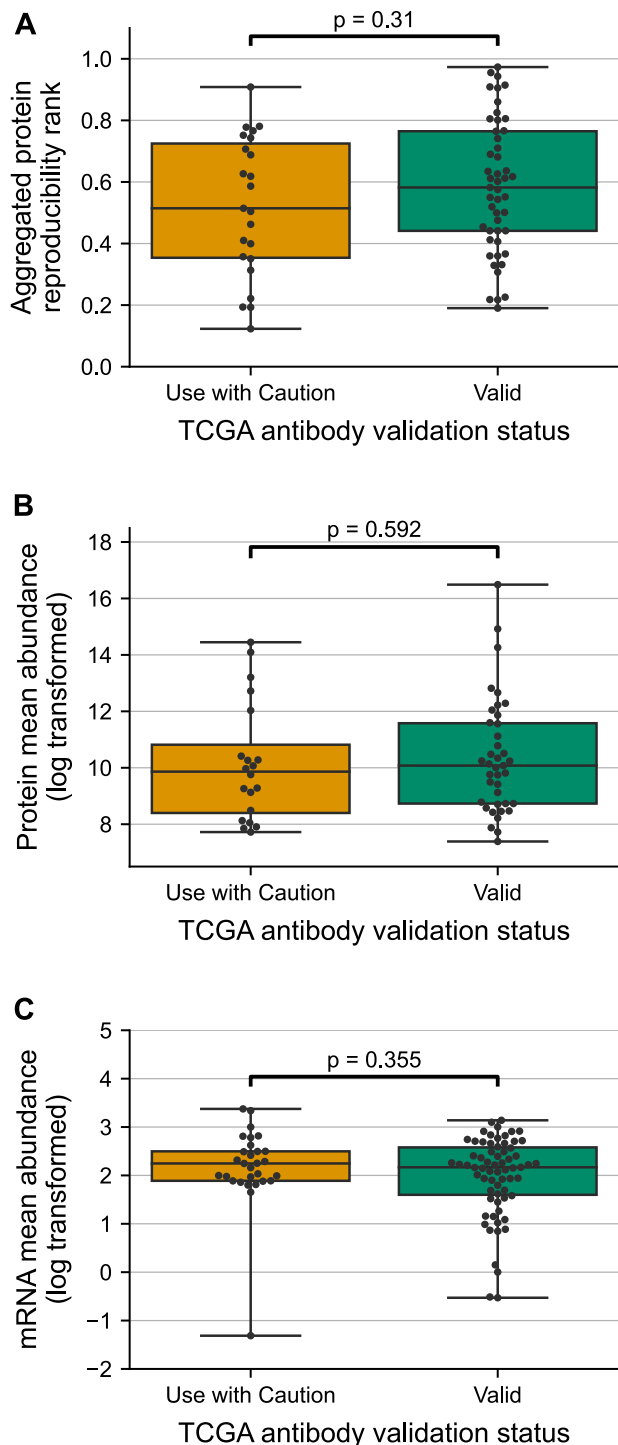 A
p = 0.31
Aggregated protein
reproducibility rank
1.0
0.8
0.6
0.4
0.2
0.0
Use with Caution Valid
TCGA antibody validation status
B
p = 0.592
Protein mean abundance
(log transformed)
18
16
14
12
10
8
Use with Caution Valid
TCGA antibody validation status
C
p = 0.355
mRNA mean abundance
(log transformed)
5
4
3
2
1
0
−1
−2
Use with Caution Valid
TCGA antibody validation status